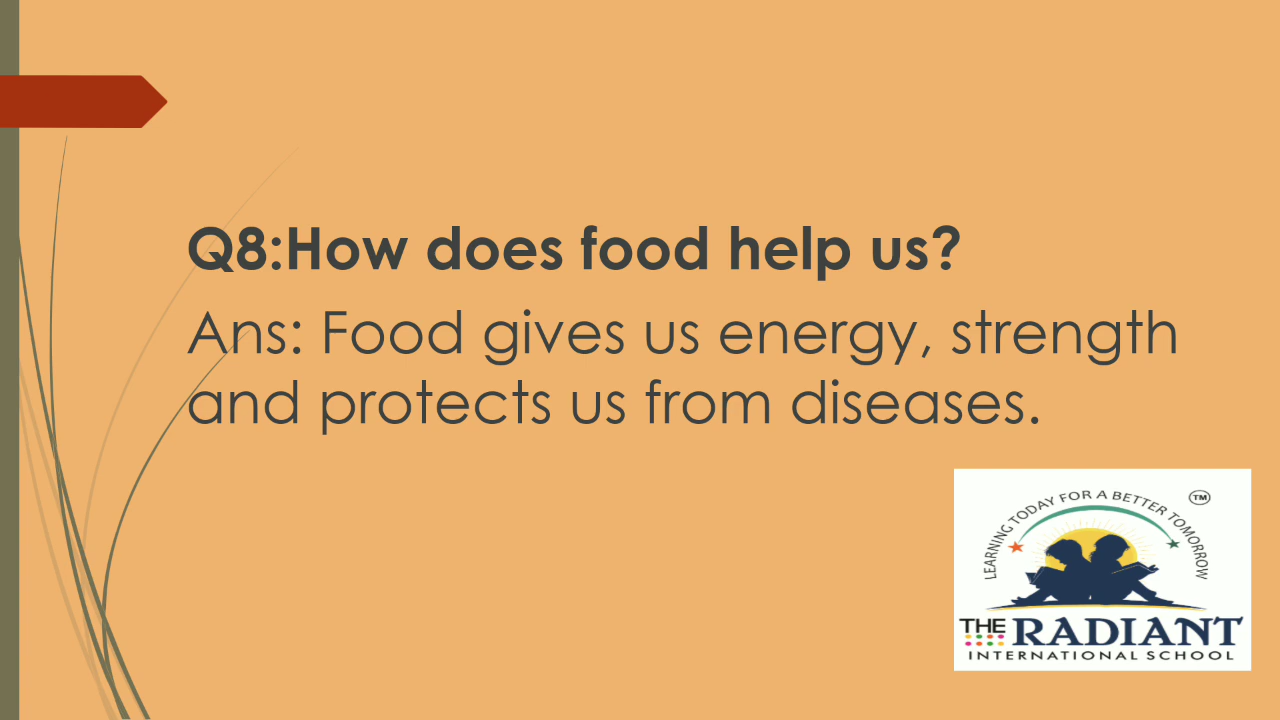 Q8:How does food help us?
Ans: Food gives us energy, strength
and protects us from diseases.
LEARNING TODAY FOR A BETTER TOMORROW
TM
THE RADIANT
INTERNATIONAL SCHOOL